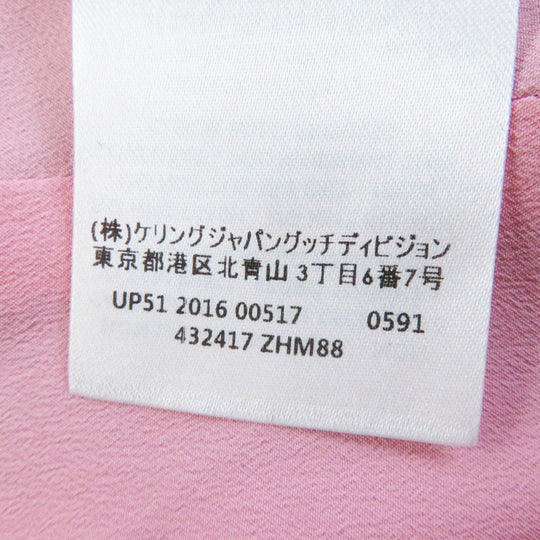 (株)ケリングジャパングッチディビジョン
東京都港区北青山 3丁目6番7号
UP51 2016 00517 0591
432417 ZHM88